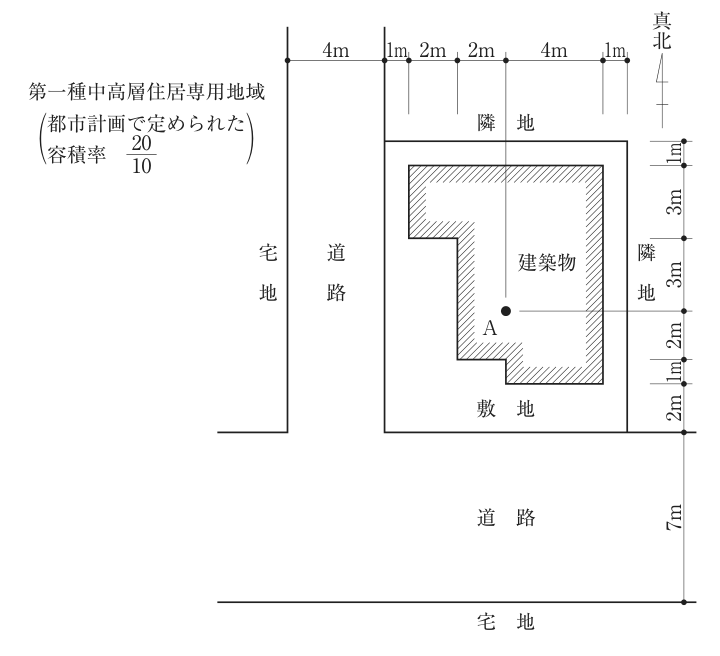 真北
4m 1m 2m 2m 4m 1m
第一種中高層住居専用地域
(都市計画で定められた
容積率 20/10)
隣地
1m
3m
3m
2m
1m
2m
7m
宅地
道路
建築物
隣地
A
敷地
道路
宅地